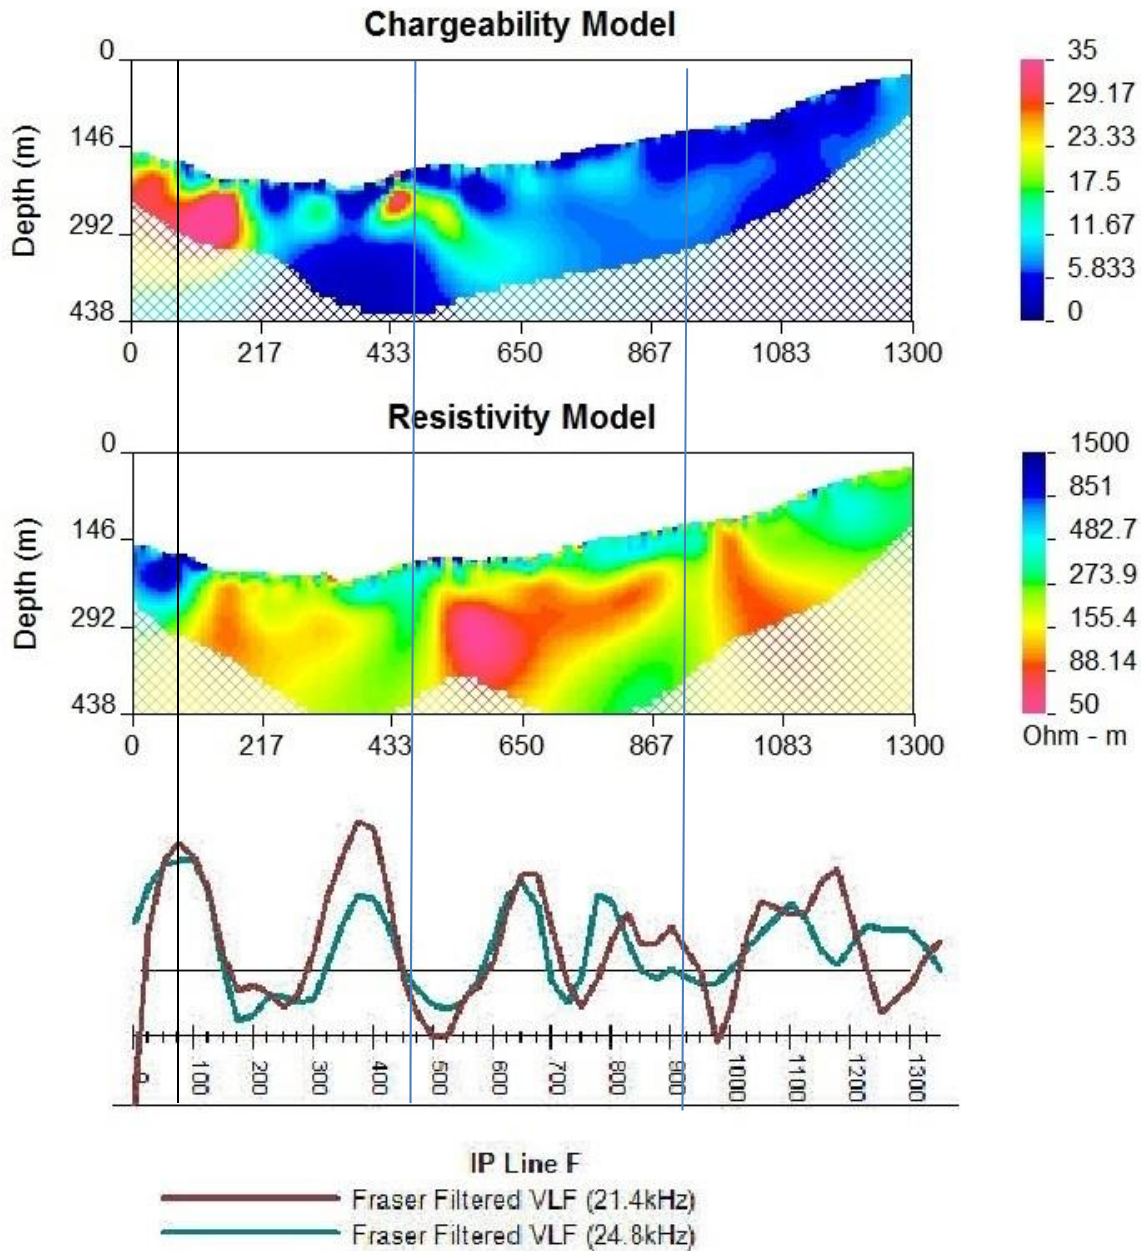 Chargeability Model
0
146
292
438
Depth (m)
0 217 433 650 867 1083 1300
35
29.17
23.33
17.5
11.67
5.833
0
Resistivity Model
0
146
292
438
Depth (m)
0 217 433 650 867 1083 1300
1500
851
482.7
273.9
155.4
88.14
50
Ohm - m
0 100 200 300 400 500 600 700 800 900 1000 1100 1200 1300
IP Line F
Fraser Filtered VLF (21.4kHz)
Fraser Filtered VLF (24.8kHz)